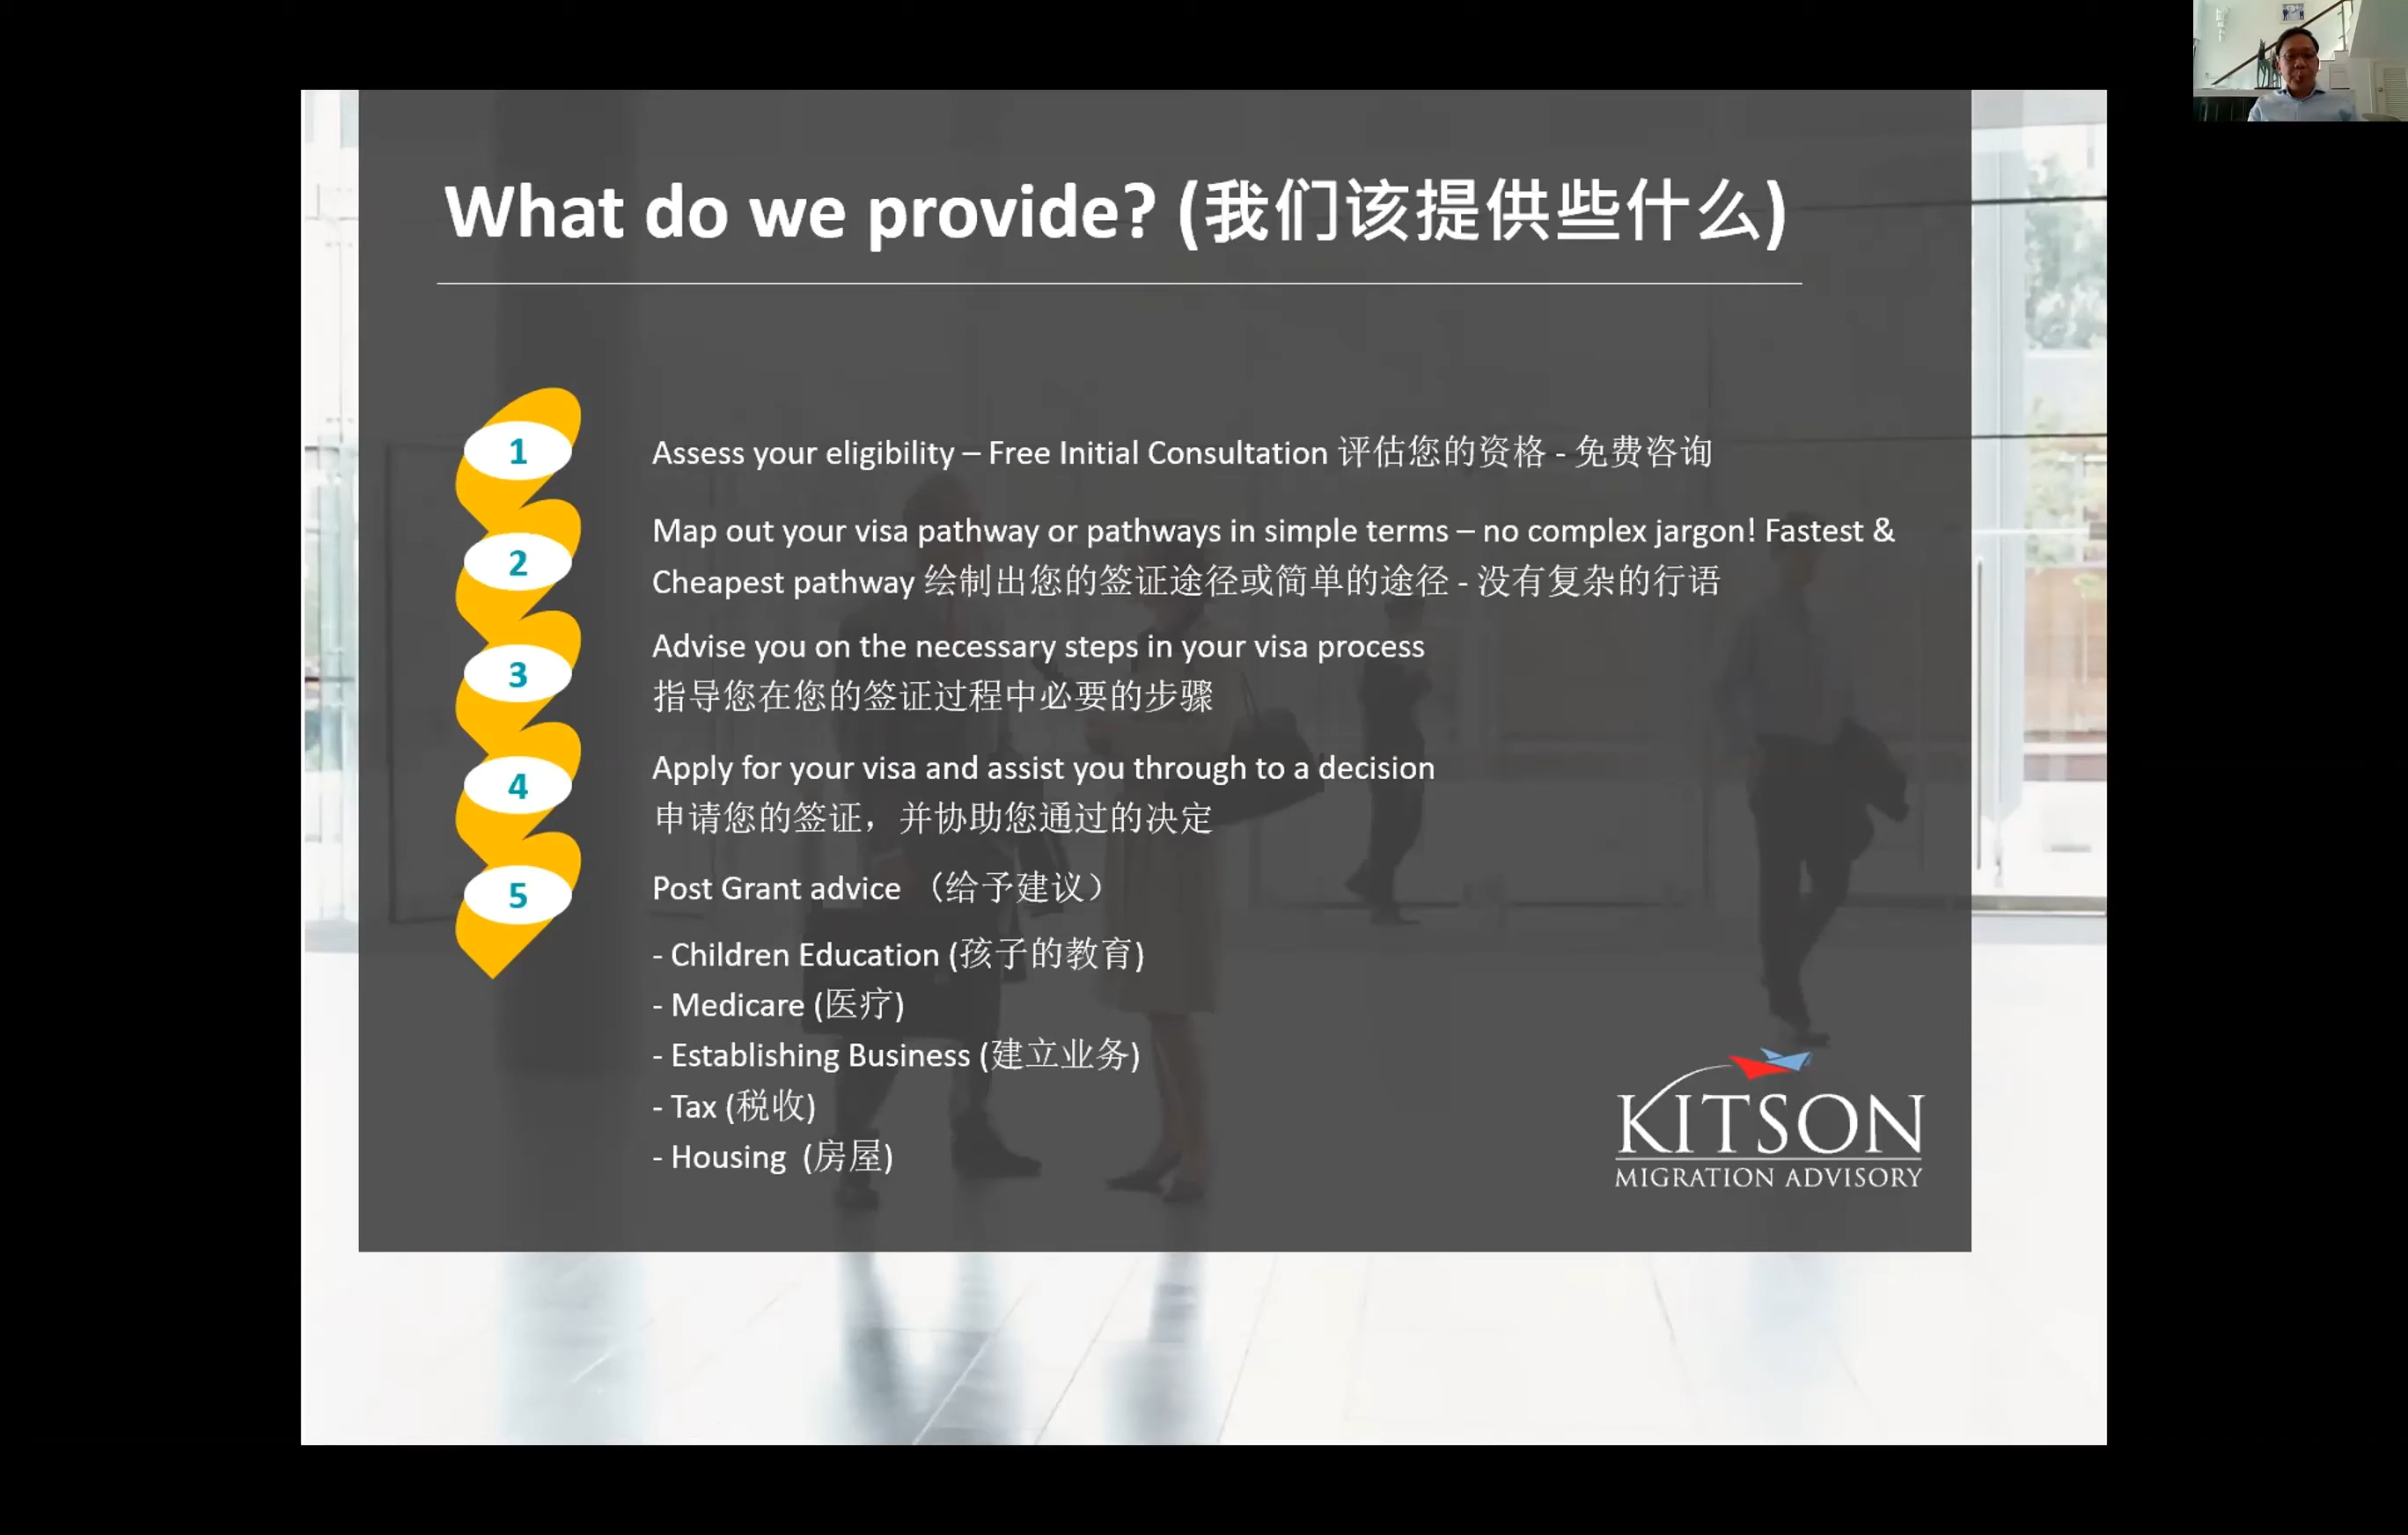 What do we provide? (我们该提供些什么)
1
Assess your eligibility – Free Initial Consultation 评估您的资格 - 免费咨询
2
Map out your visa pathway or pathways in simple terms – no complex jargon! Fastest &
Cheapest pathway 绘制出您的签证途径或简单的途径 - 没有复杂的行语
3
Advise you on the necessary steps in your visa process
指导您在您的签证过程中必要的步骤
4
Apply for your visa and assist you through to a decision
申请您的签证，并协助您通过的决定
5
Post Grant advice （给予建议）
- Children Education (孩子的教育)
- Medicare (医疗)
- Establishing Business (建立业务)
- Tax (税收)
- Housing (房屋)
KITSON
MIGRATION ADVISORY